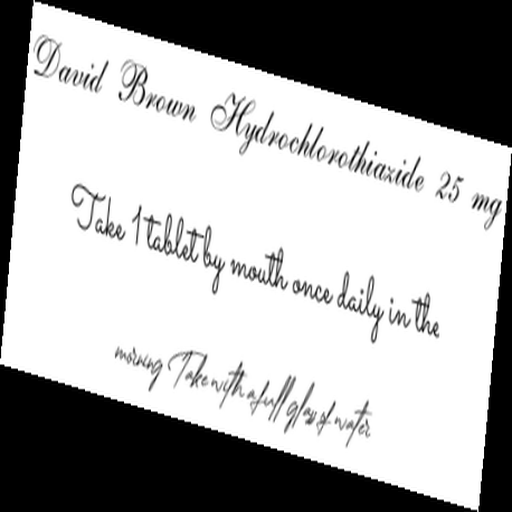 David Brown Hydrochlorothiazide 25 mg
Take 1 tablet by mouth once daily in the
morning Take with a full glass of water